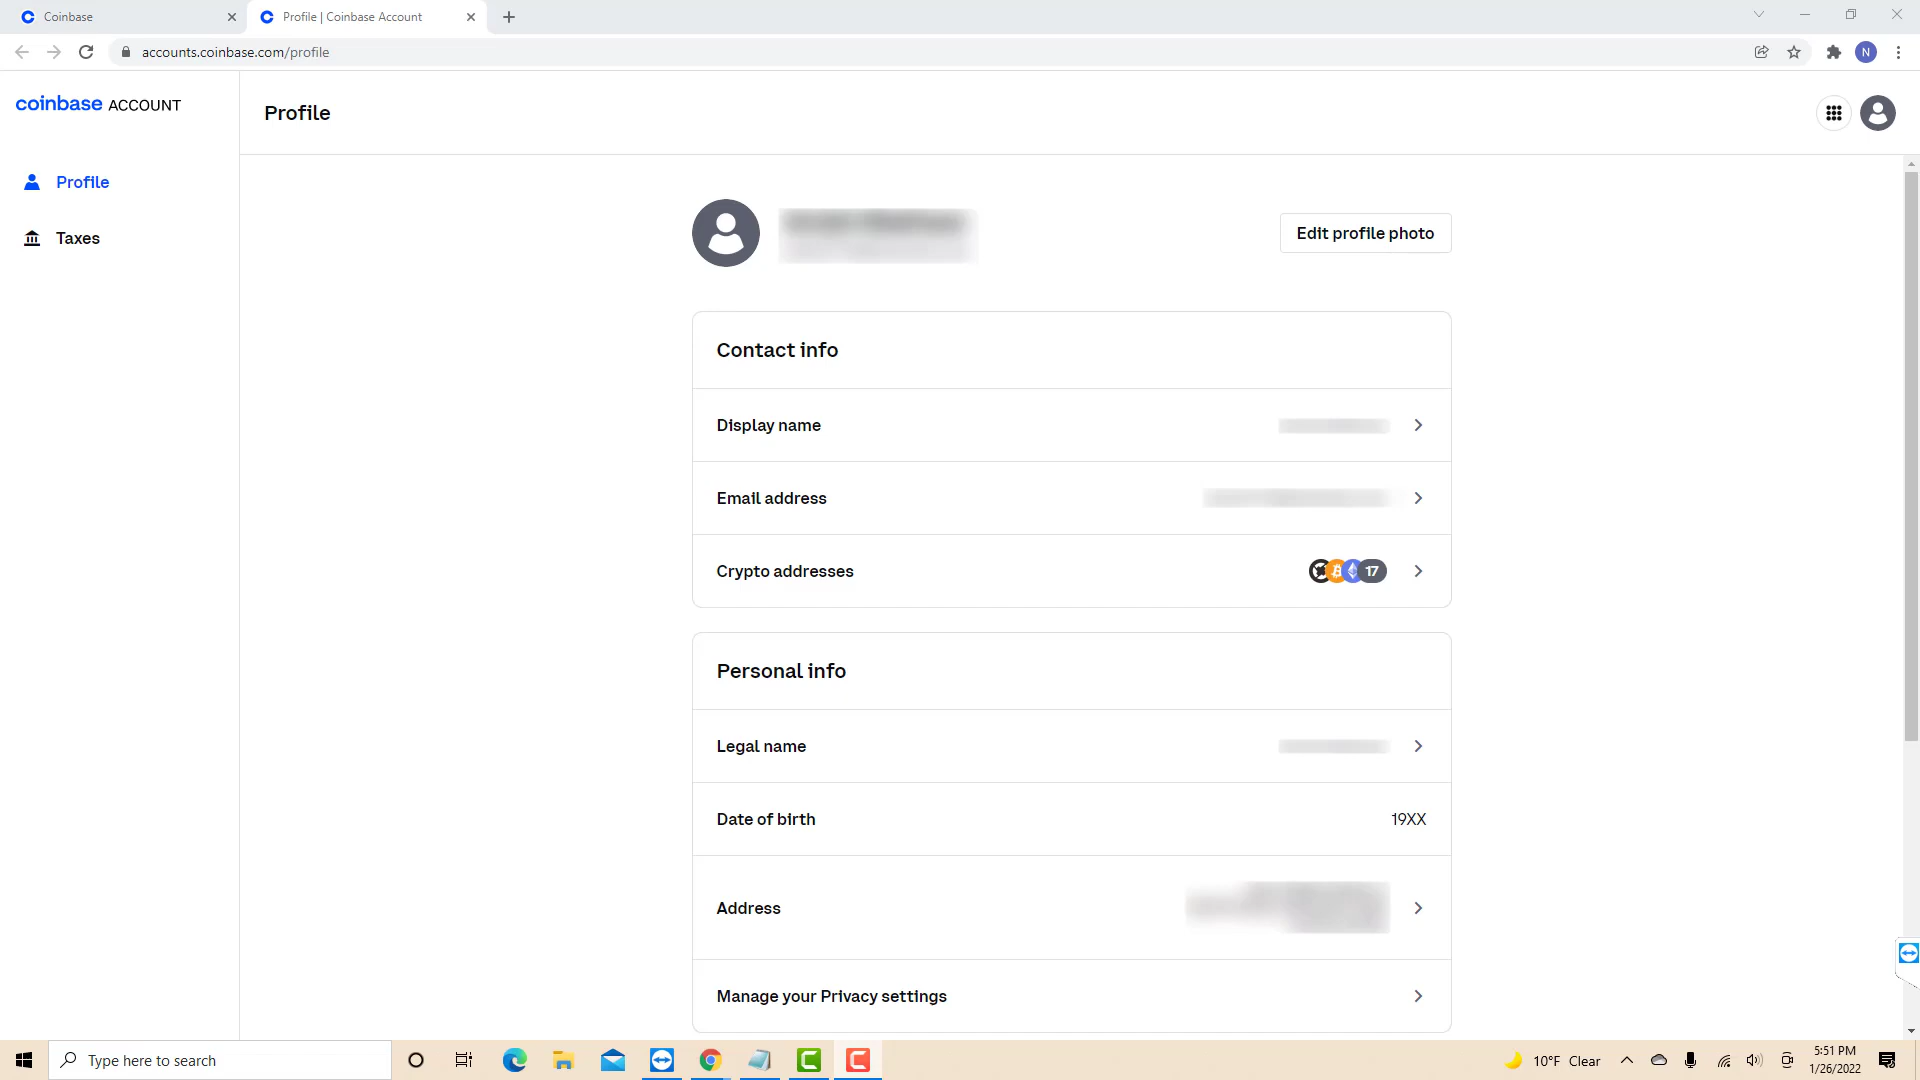 Coinbase
Profile | Coinbase Account
accounts.coinbase.com/profile
N
coinbase ACCOUNT
Profile
Profile
Taxes
Edit profile photo
Contact info
Display name
Email address
Crypto addresses
17
Personal info
Legal name
Date of birth
19XX
Address
Manage your Privacy settings
Type here to search
10°F Clear
5:51 PM
1/26/2022